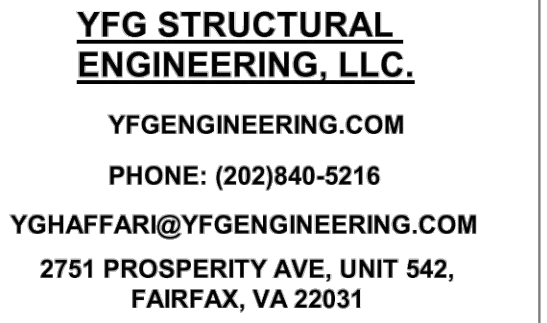 YFG STRUCTURAL
ENGINEERING, LLC.
YFGENGINEERING.COM
PHONE: (202)840-5216
YGHAFFARI@YFGENGINEERING.COM
2751 PROSPERITY AVE, UNIT 542,
FAIRFAX, VA 22031